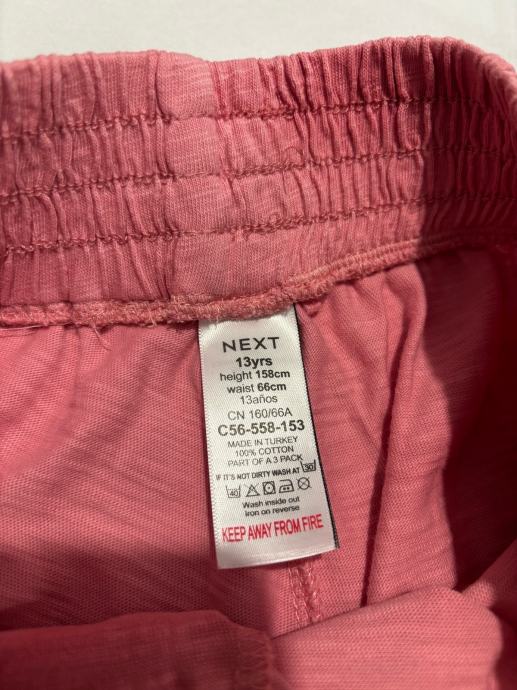 NEXT
13yrs
height 158cm
waist 66cm
13años
CN 160/66A
C56-558-153
MADE IN TURKEY
100% COTTON
PART OF A 3 PACK
IF IT'S NOT DIRTY WASH AT 30
40
Wash inside out
Iron on reverse
KEEP AWAY FROM FIRE